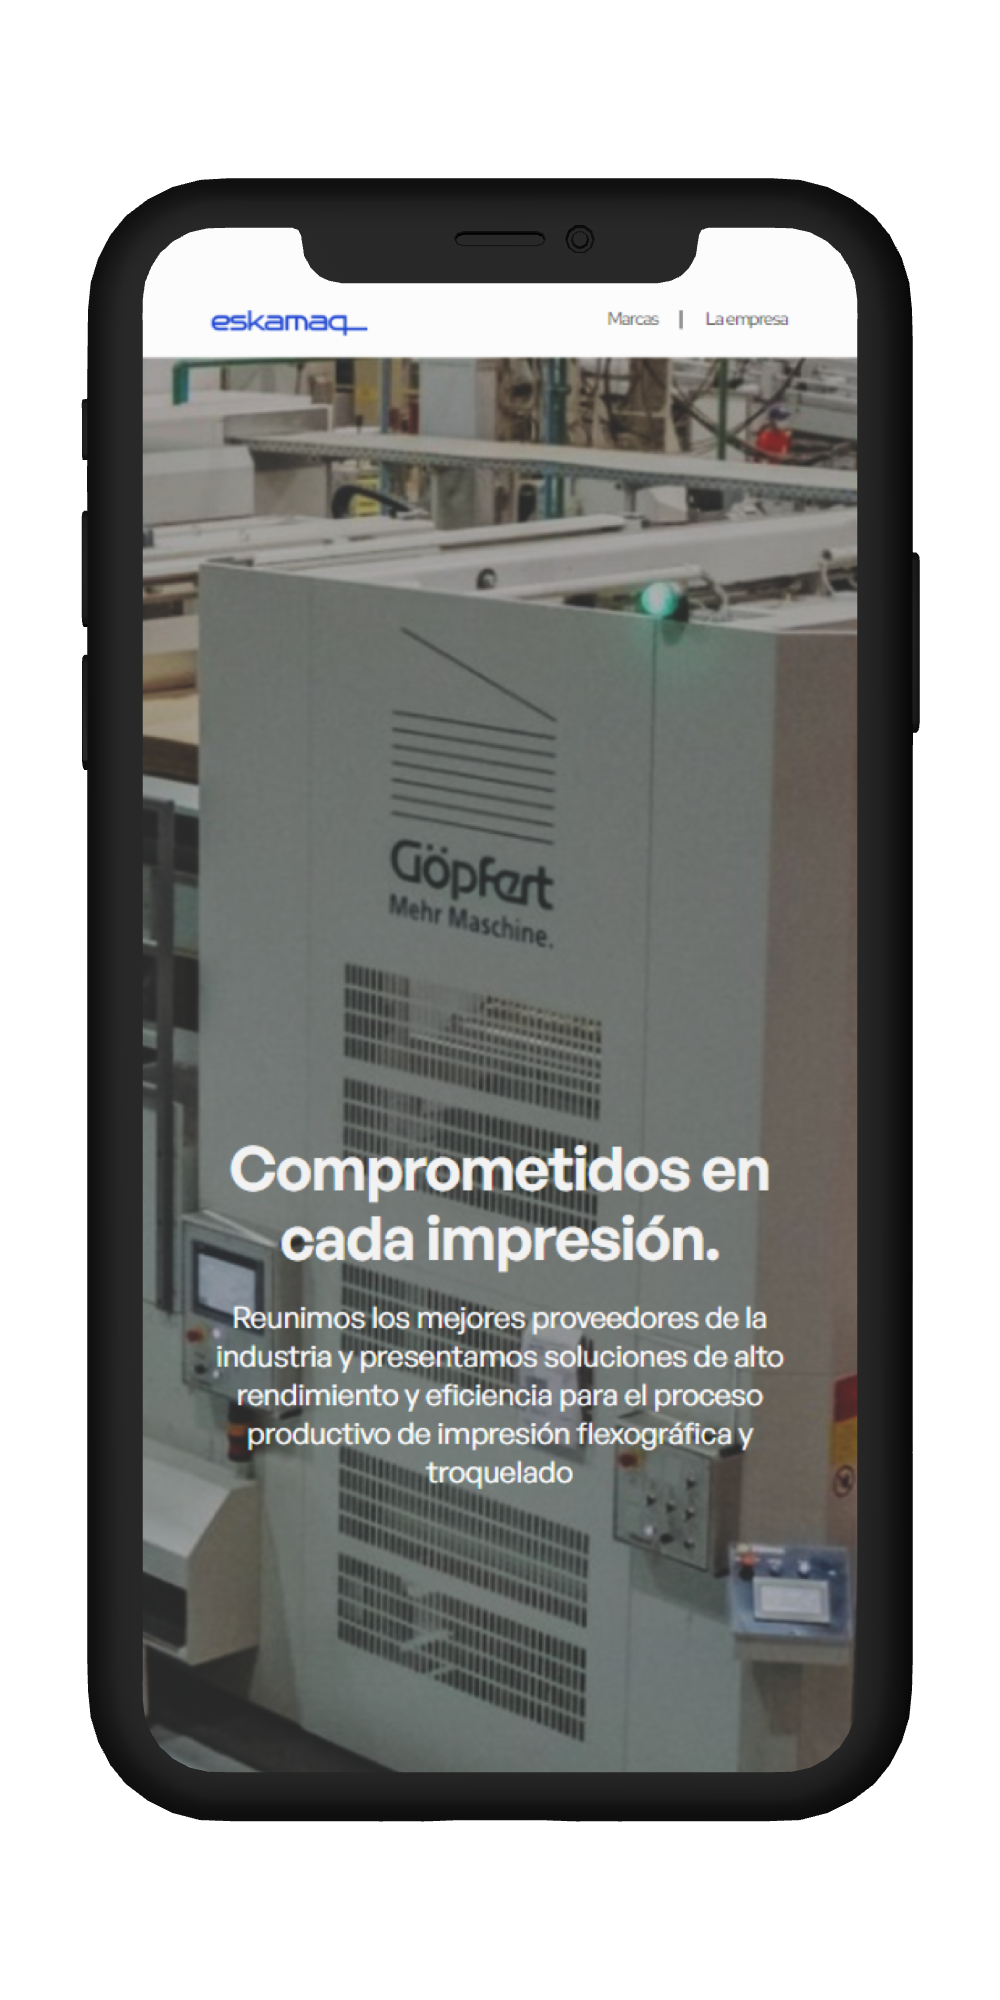 eskamaq_
Marcas | La empresa
Göpfert
Mehr Maschine.
Comprometidos en
cada impresión.
Reunimos los mejores proveedores de la
industria y presentamos soluciones de alto
rendimiento y eficiencia para el proceso
productivo de impresión flexográfica y
troquelado